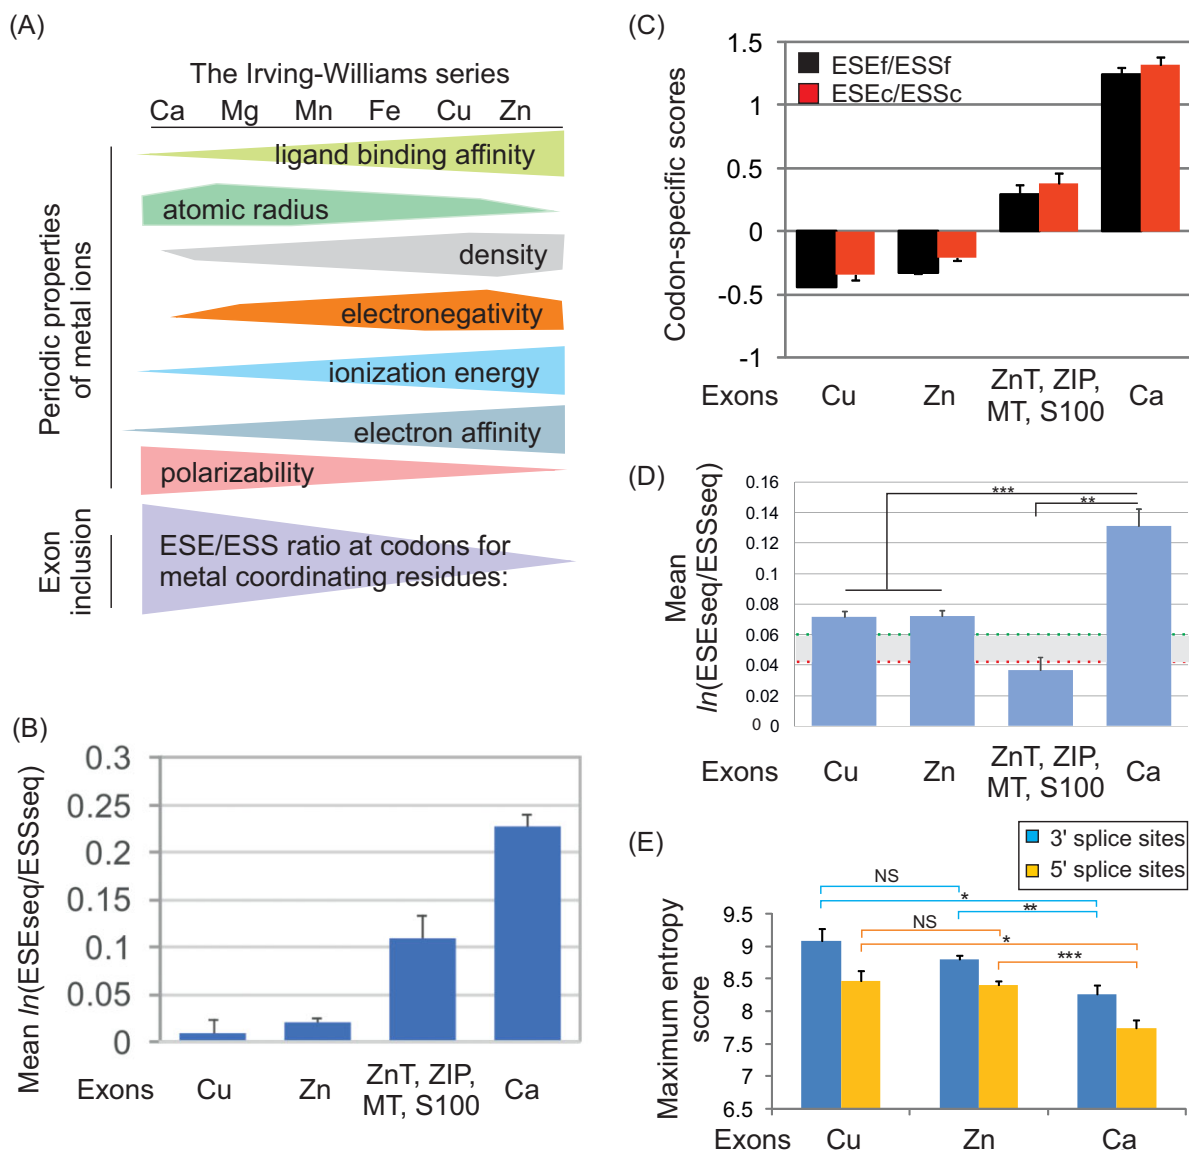 (A)
The Irving-Williams series
Ca Mg Mn Fe Cu Zn
Periodic properties
of metal ions
ligand binding affinity
atomic radius
density
electronegativity
ionization energy
electron affinity
polarizability
Exon
inclusion
ESE/ESS ratio at codons for
metal coordinating residues:
(B)
Mean ln(ESEseq/ESSseq)
0.3
0.25
0.2
0.15
0.1
0.05
0
Exons Cu Zn ZnT, ZIP, Ca
MT, S100
(C)
Codon-specific scores
ESEf/ESSf
ESEc/ESSc
1.5
1
0.5
0
-0.5
-1
Exons Cu Zn ZnT, ZIP, Ca
MT, S100
(D)
Mean
ln(ESEseq/ESSseq)
0.16
0.14
0.12
0.1
0.08
0.06
0.04
0.02
0 0
***
**
Exons Cu Zn ZnT, ZIP, Ca
MT, S100
(E)
3' splice sites
5' splice sites
Maximum entropy
score
9.5
9
8.5
8
7.5
7
6.5
NS
*
**
NS
*
***
Exons Cu Zn Ca